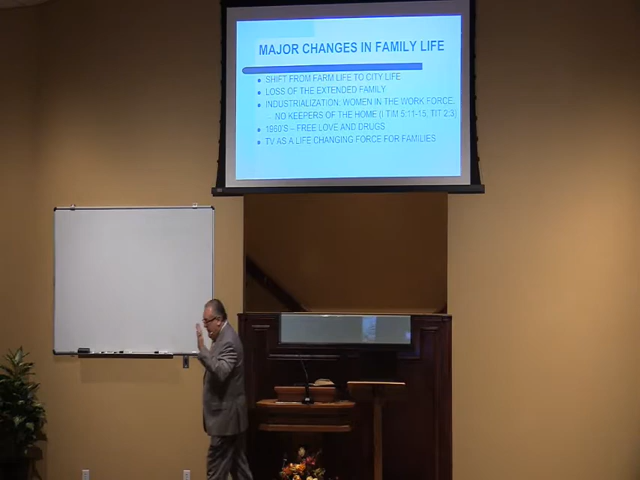 MAJOR CHANGES IN FAMILY LIFE
SHIFT FROM FARM LIFE TO CITY LIFE
LOSS OF THE EXTENDED FAMILY
INDUSTRIALIZATION, WOMEN IN THE WORK FORCE,
– NO KEEPERS OF THE HOME (I TIM 5:11-15; TIT 2:3)
1960'S – FREE LOVE AND DRUGS
TV AS A LIFE CHANGING FORCE FOR FAMILIES